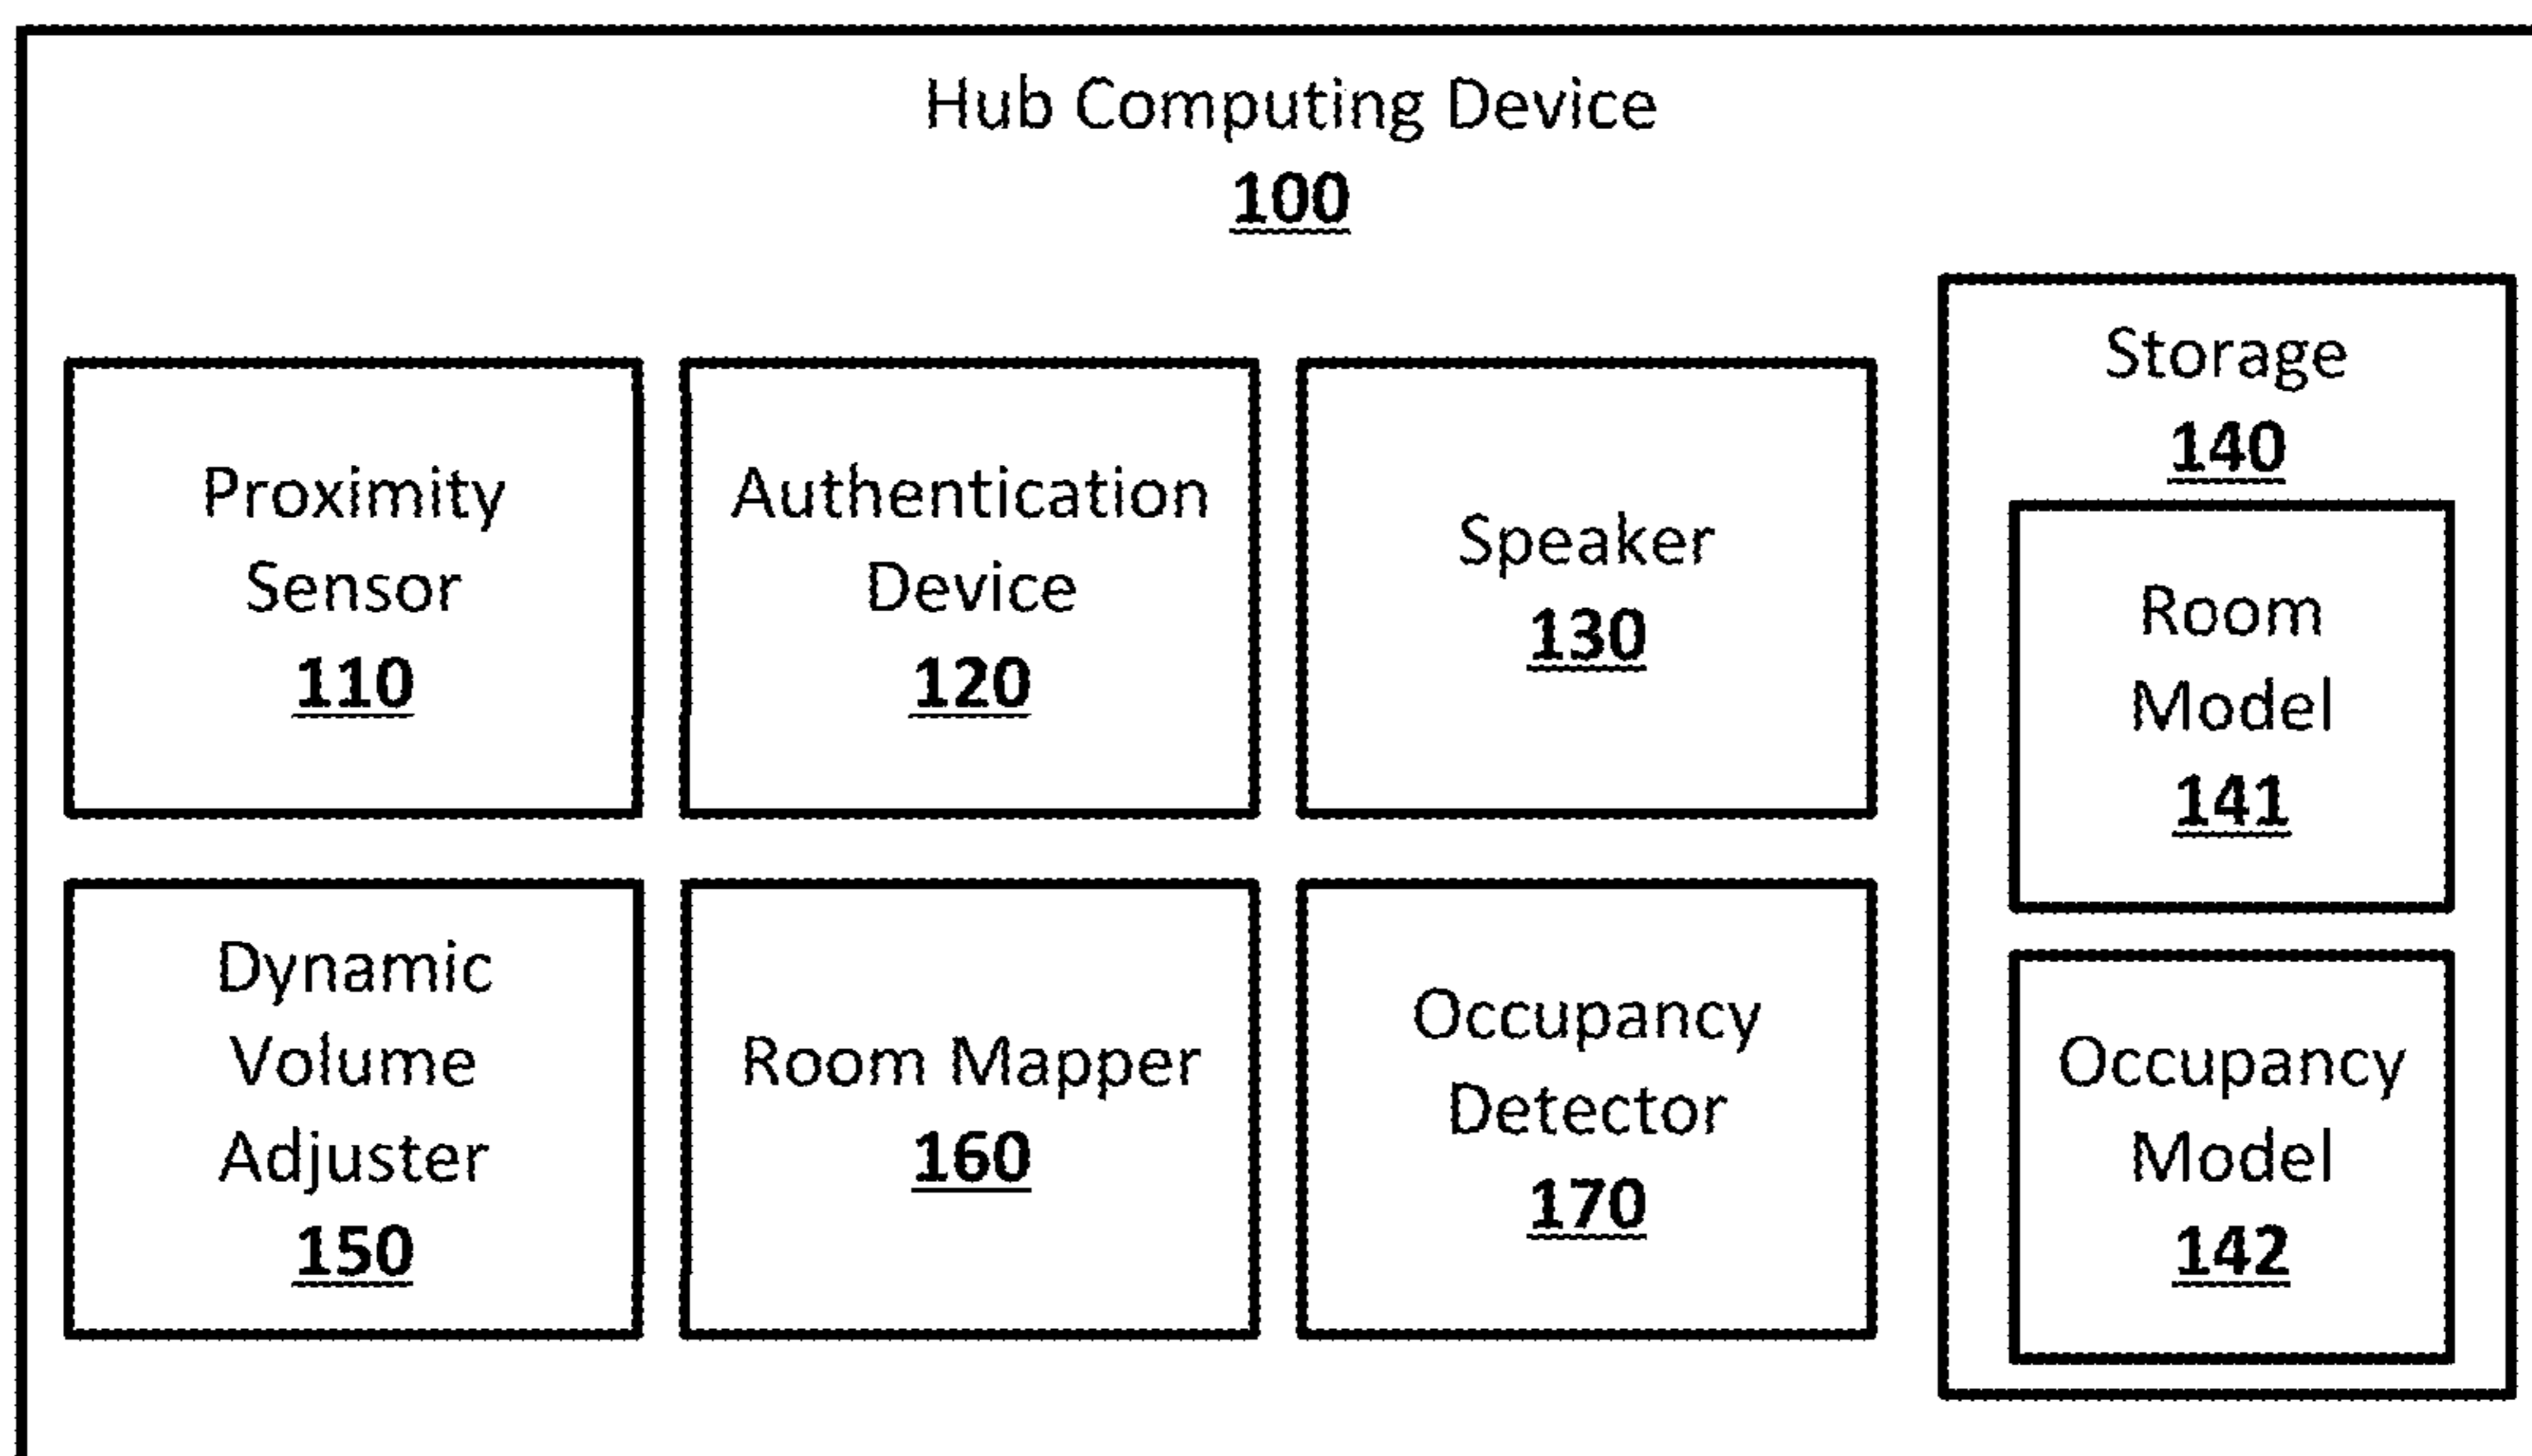 Hub Computing Device
100
Proximity
Sensor
110
Authentication
Device
120
Speaker
130
Storage
140
Room
Model
141
Occupancy
Model
142
Dynamic
Volume
Adjuster
150
Room Mapper
160
Occupancy
Detector
170